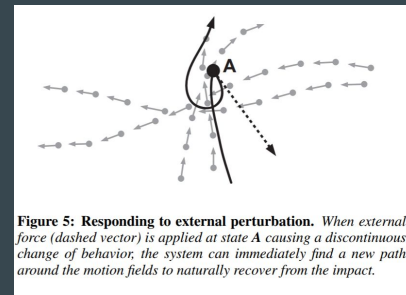 A
Figure 5: Responding to external perturbation. When external
force (dashed vector) is applied at state A causing a discontinuous
change of behavior, the system can immediately find a new path
around the motion fields to naturally recover from the impact.